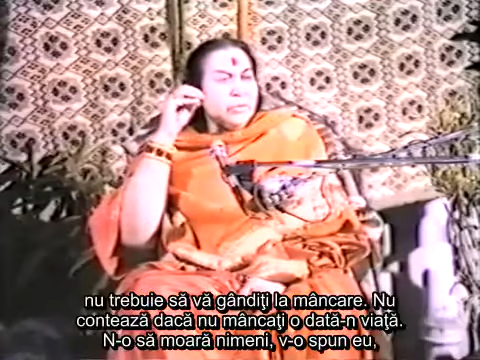 nu trebuie să vă gândiţi la mâncare. Nu
contează dacă nu mâncaţi o dată-n viaţă.
N-o să moară nimeni, v-o spun eu,